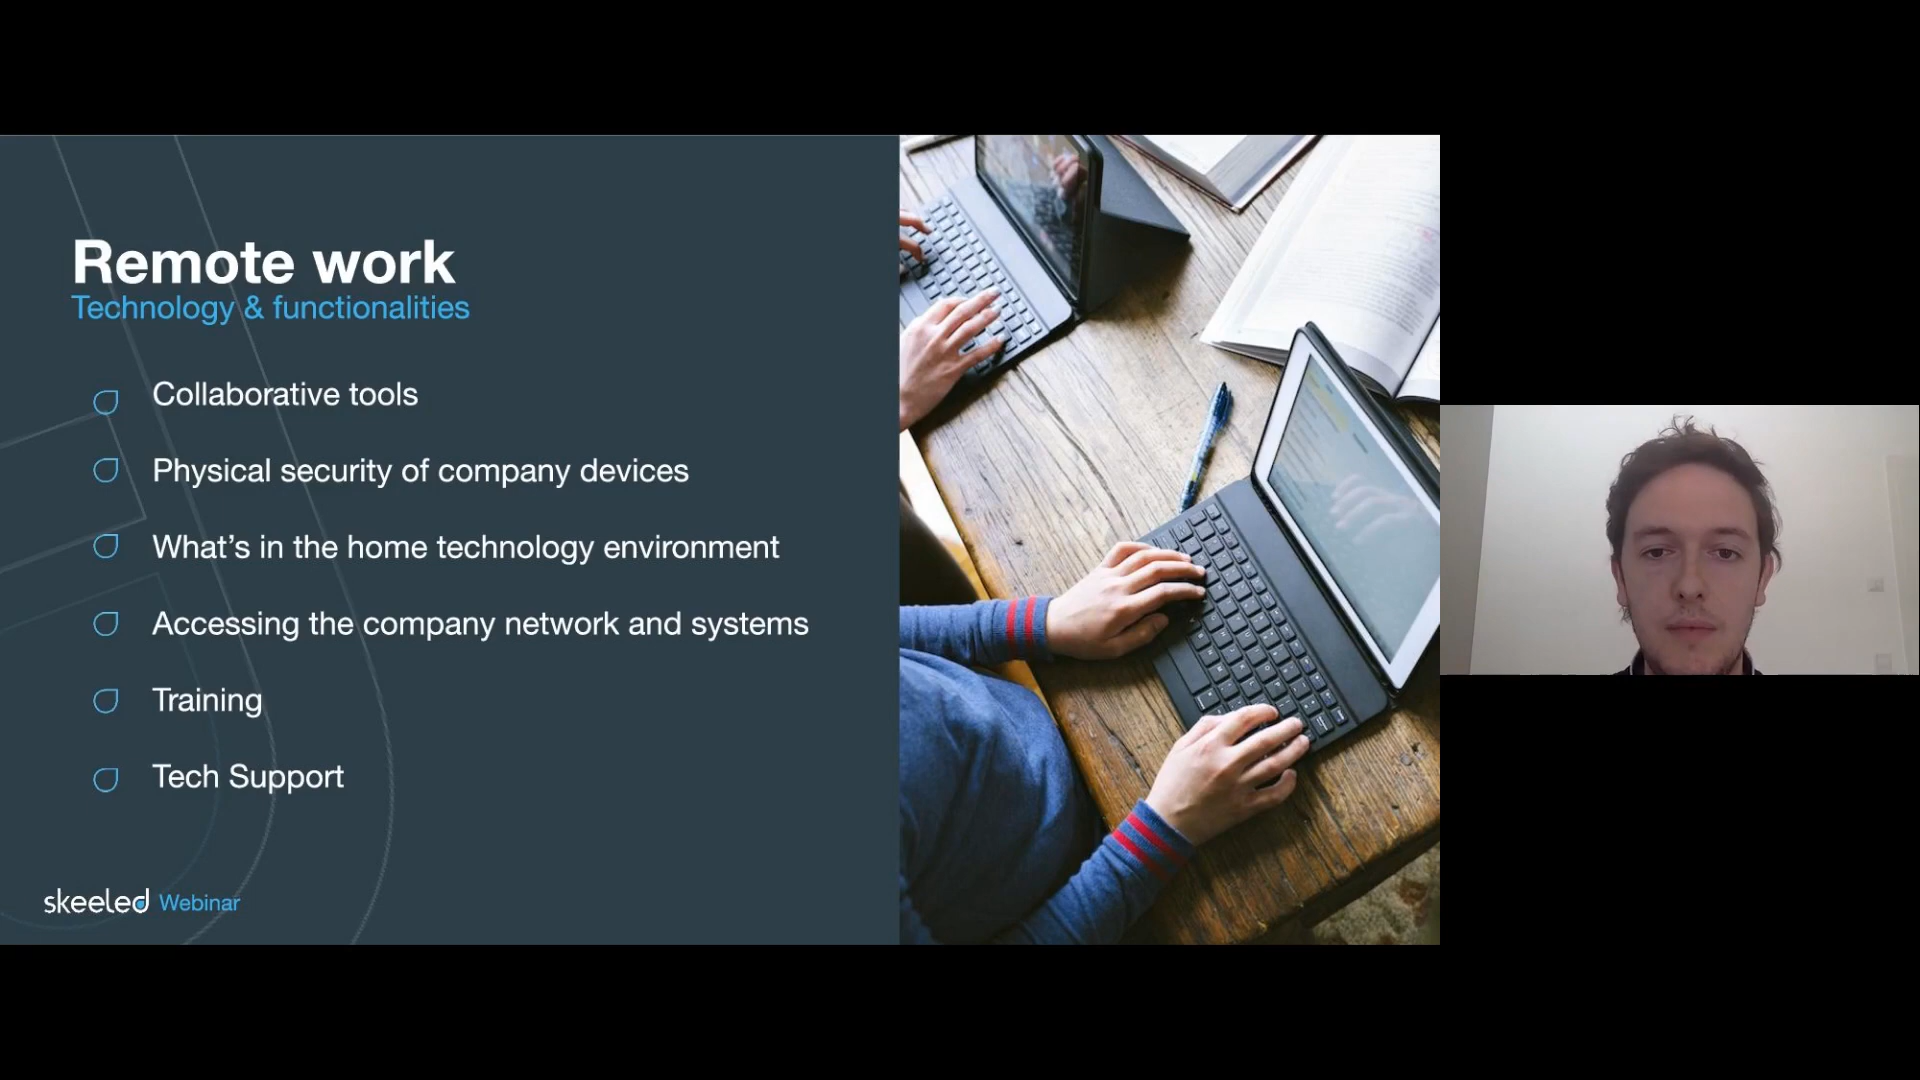 Remote work
Technology & functionalities
Collaborative tools
Physical security of company devices
What's in the home technology environment
Accessing the company network and systems
Training
Tech Support
skeeled Webinar